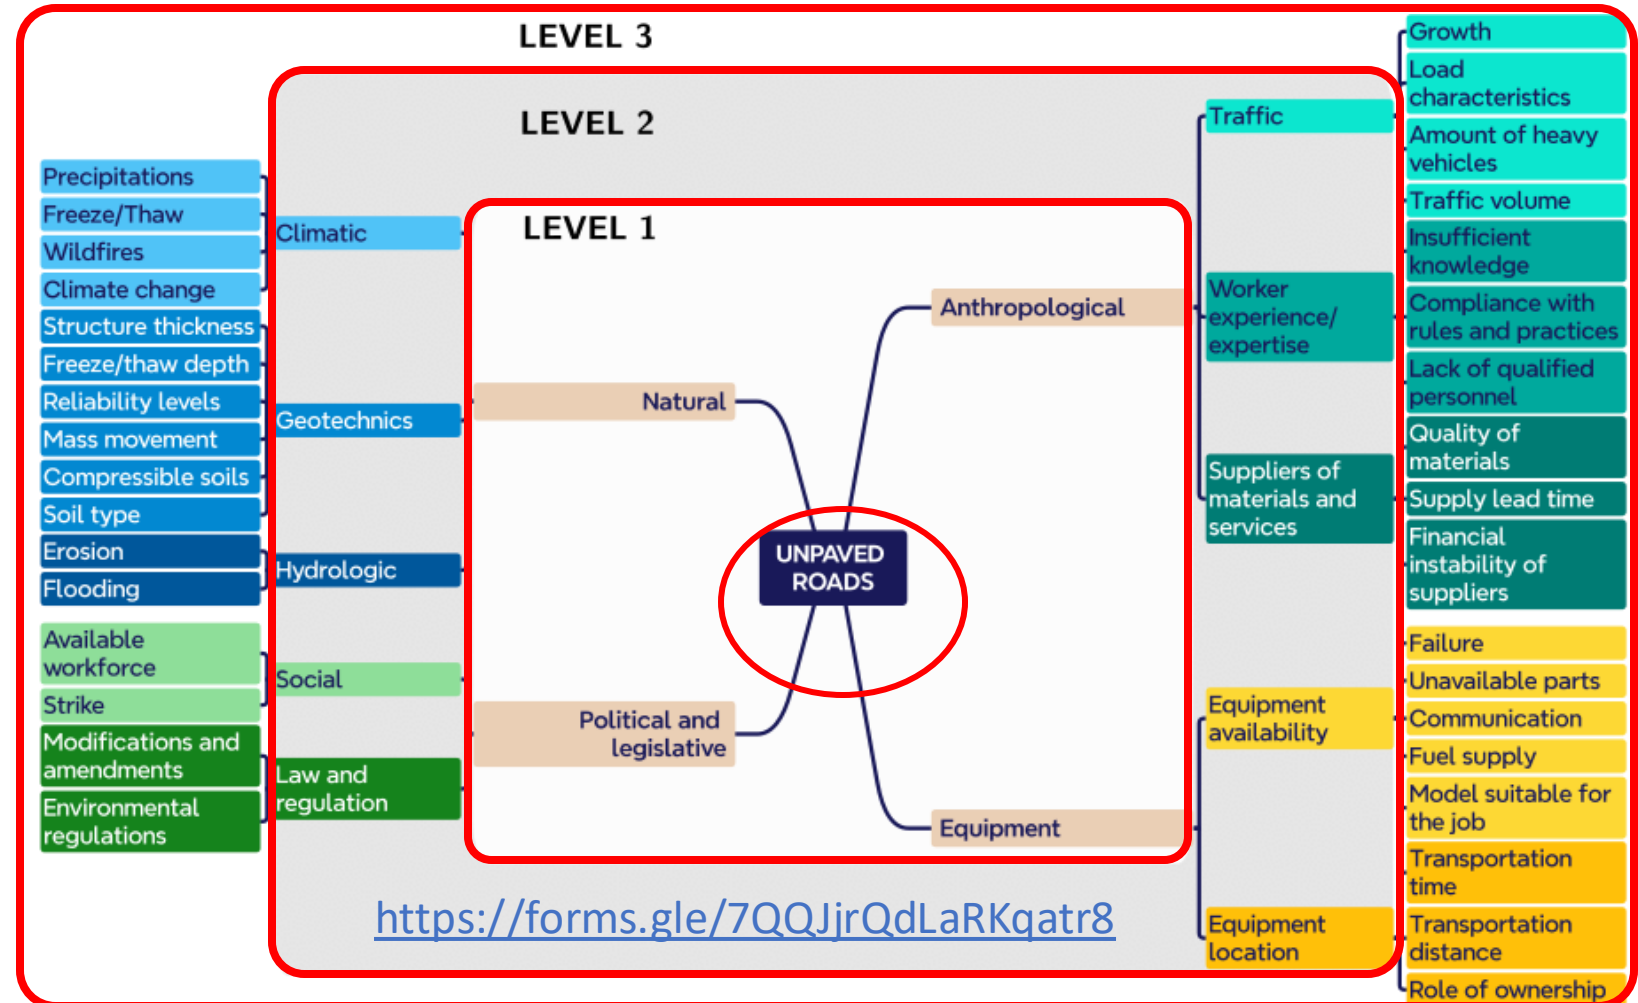 LEVEL 3
LEVEL 2
LEVEL 1
Precipitations
Freeze/Thaw
Wildfires
Climate change
Structure thickness
Freeze/thaw depth
Reliability levels
Mass movement
Compressible soils
Soil type
Erosion
Flooding
Available
workforce
Strike
Modifications and
amendments
Environmental
regulations
Climatic
Geotechnics
Hydrologic
Social
Law and
regulation
Natural
Political and
legislative
UNPAVED
ROADS
Anthropological
Equipment
Traffic
Worker
experience/
expertise
Suppliers of
materials and
services
Equipment
availability
Equipment
location
Growth
Load
characteristics
Amount of heavy
vehicles
Traffic volume
Insufficient
knowledge
Compliance with
rules and practices
Lack of qualified
personnel
Quality of
materials
Supply lead time
Financial
instability of
suppliers
Failure
Unavailable parts
Communication
Fuel supply
Model suitable for
the job
Transportation
time
Transportation
distance
Role of ownership
https://forms.gle/7QQJjrQdLaRKqatr8